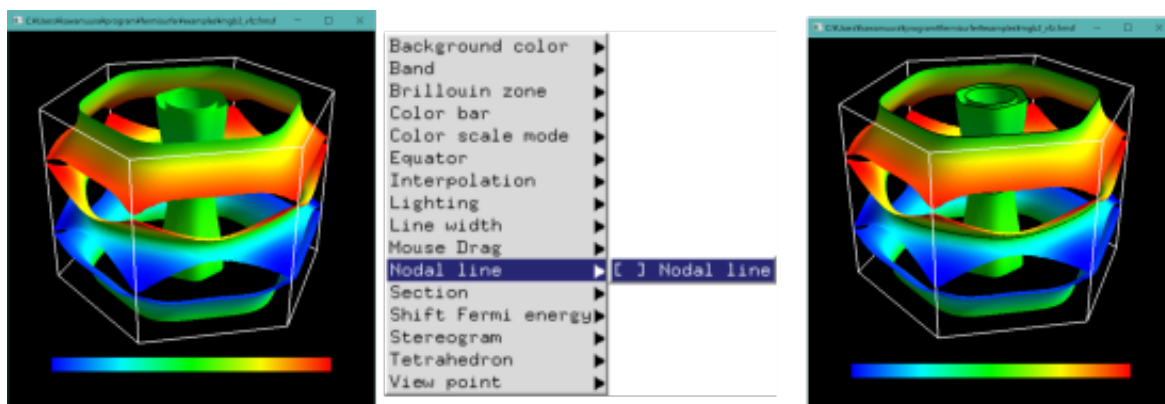 Background color
Band
Brillouin zone
Color bar
Color scale mode
Equator
Interpolation
Lighting
Line width
Mouse Drag
Nodal line
[ ] Nodal line
Section
Shift Fermi energy
Stereogram
Tetrahedron
View point